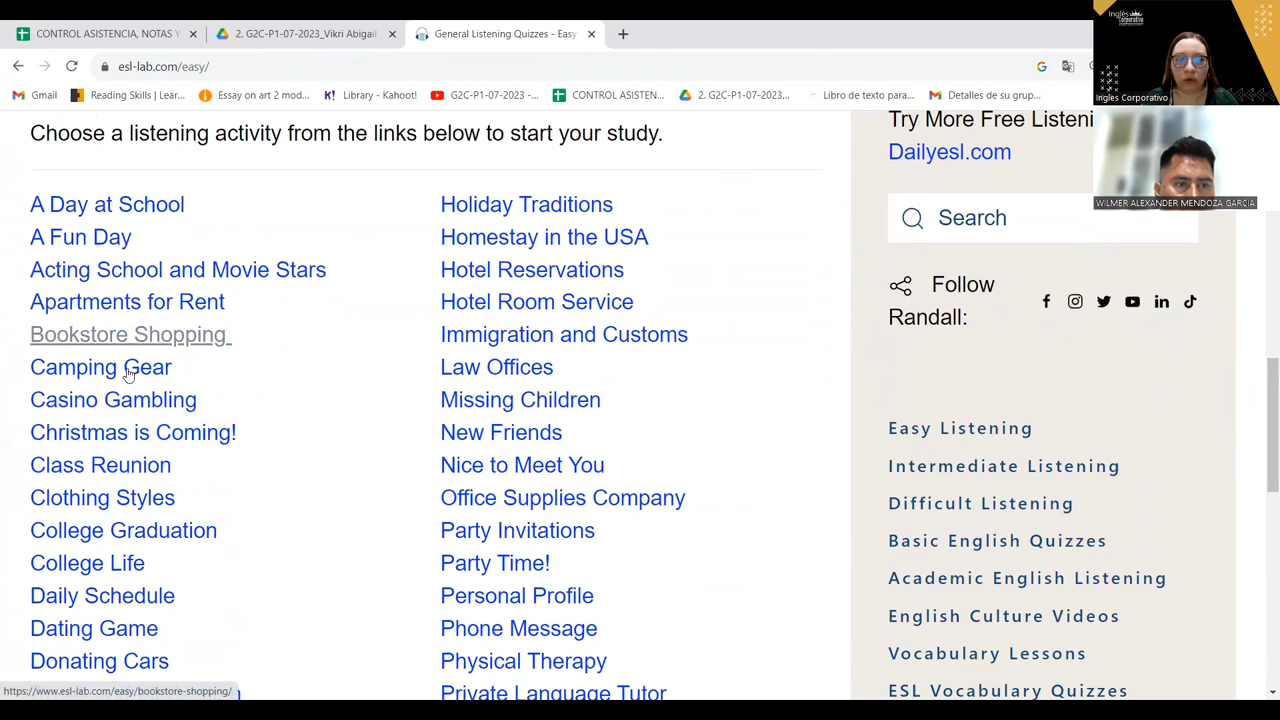 CONTROL ASISTENCIA, NOTAS Y
2. G2C-P1-07-2023_Vikri Abigail
General Listening Quizzes - Easy
esl-lab.com/easy/
Gmail
Reading Skills | Lear...
Essay on art 2 mod...
Library - Kahoot!
G2C-P1-07-2023 -...
CONTROL ASISTEN...
2. G2C-P1-07-2023...
Libro de texto para...
Detalles de su grup...
Inglés
Corporativo
Ingles Corporativo
WILMER ALEXANDER MENDOZA GARCIA
Choose a listening activity from the links below to start your study.
A Day at School
A Fun Day
Acting School and Movie Stars
Apartments for Rent
Bookstore Shopping
Camping Gear
Casino Gambling
Christmas is Coming!
Class Reunion
Clothing Styles
College Graduation
College Life
Daily Schedule
Dating Game
Donating Cars
Holiday Traditions
Homestay in the USA
Hotel Reservations
Hotel Room Service
Immigration and Customs
Law Offices
Missing Children
New Friends
Nice to Meet You
Office Supplies Company
Party Invitations
Party Time!
Personal Profile
Phone Message
Physical Therapy
Private Language Tutor
Try More Free Listeni
Dailyesl.com
Search
Follow
Randall:
Easy Listening
Intermediate Listening
Difficult Listening
Basic English Quizzes
Academic English Listening
English Culture Videos
Vocabulary Lessons
ESL Vocabulary Quizzes
https://www.esl-lab.com/easy/bookstore-shopping/